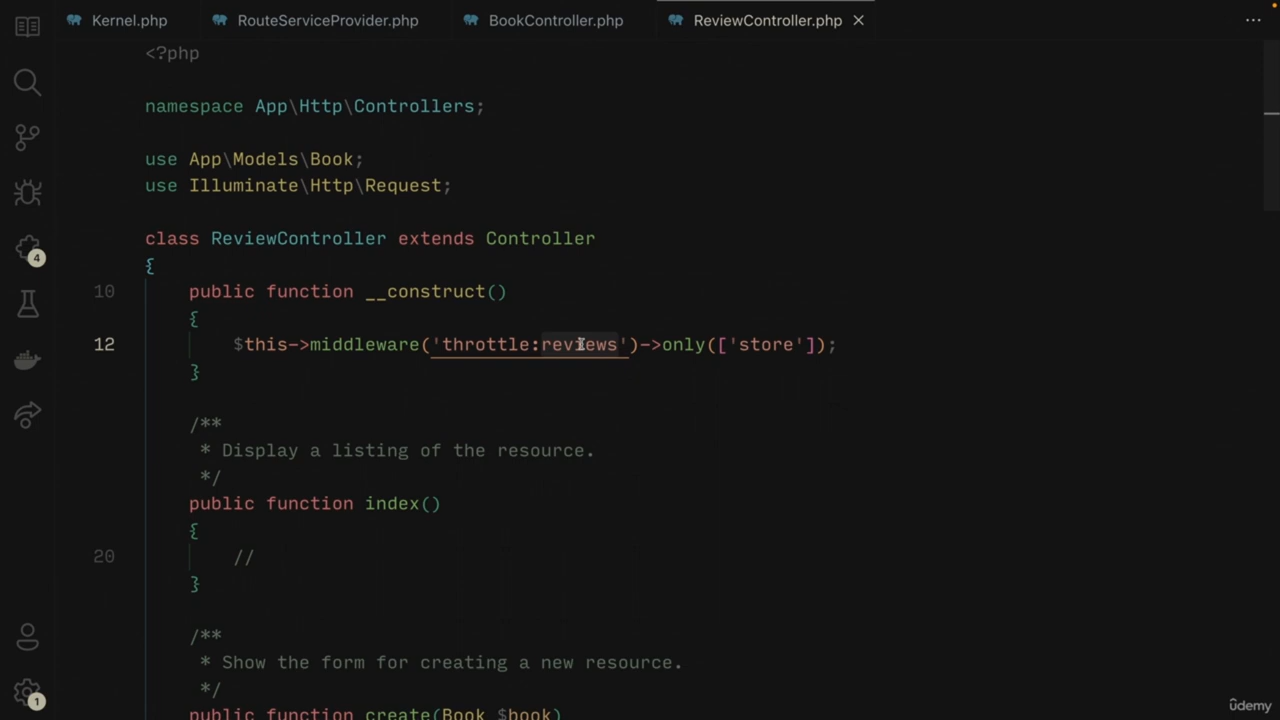 Kernel.php RouteServiceProvider.php BookController.php ReviewController.php
<?php
namespace App\Http\Controllers;
use App\Models\Book;
use Illuminate\Http\Request;
class ReviewController extends Controller
{
10 public function __construct()
{
12 $this->middleware('throttle:reviews')->only(['store']);
}
/**
* Display a listing of the resource.
*/
public function index()
{
20 //
}
/**
* Show the form for creating a new resource.
*/
public function create(Book $book)
4
1
ûdemy